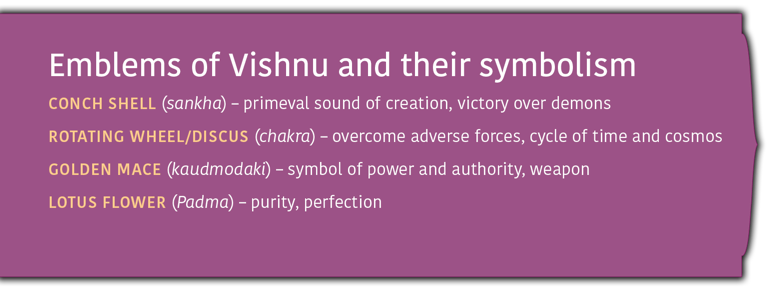 Emblems of Vishnu and their symbolism
CONCH SHELL (sankha) – primeval sound of creation, victory over demons
ROTATING WHEEL/DISCUS (chakra) – overcome adverse forces, cycle of time and cosmos
GOLDEN MACE (kaudmodaki) – symbol of power and authority, weapon
LOTUS FLOWER (Padma) – purity, perfection